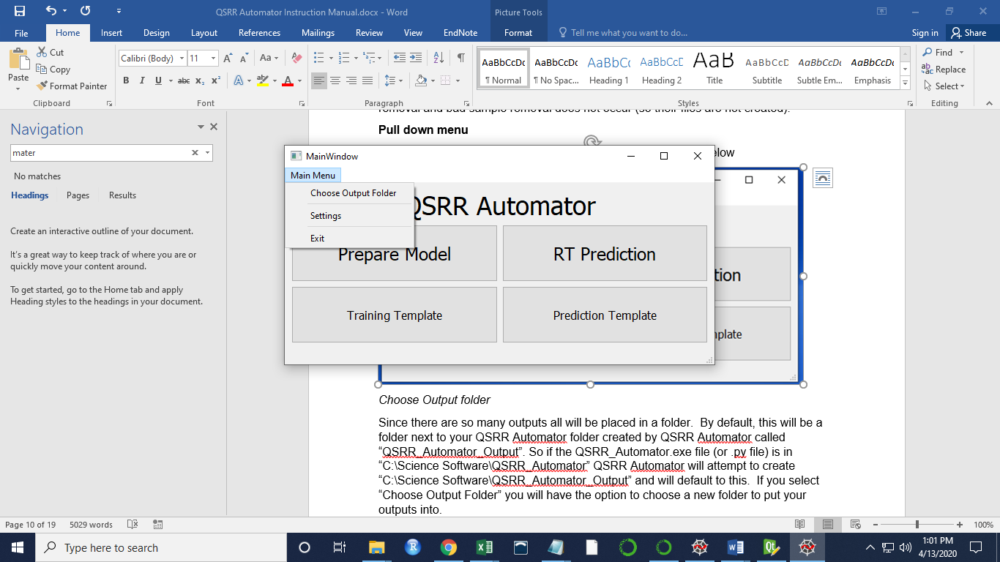 QSRR Automator Instruction Manual.docx - Word
Picture Tools
File
Home
Insert
Design
Layout
References
Mailings
Review
View
EndNote
Format
Tell me what you want to do...
Sign in
Share
Paste
Cut
Copy
Format Painter
Clipboard
Calibri (Body)
11
Aa
B I U abc x₂ x²
Font
Paragraph
AaBbCcDc
¶ Normal
AaBbCcDc
¶ No Spac...
AaBbCc
Heading 1
AaBbCcD
Heading 2
AaB
Title
AaBbCcD
Subtitle
AaBbCcDc
Subtle Em...
AaBbCcDc
Emphasis
Styles
Find
Replace
Select
Editing
Navigation
mater
No matches
Headings
Pages
Results
Create an interactive outline of your document.
It's a great way to keep track of where you are or
quickly move your content around.
To get started, go to the Home tab and apply
Heading styles to the headings in your document.
removal and bad sample removal does not occur (so their files are not created).
Pull down menu
elow
MainWindow
Main Menu
Choose Output Folder
Settings
Exit
QSRR Automator
Prepare Model
RT Prediction
Training Template
Prediction Template
tion
nplate
Choose Output folder
Since there are so many outputs all will be placed in a folder.  By default, this will be a
folder next to your QSRR Automator folder created by QSRR Automator called
“QSRR_Automator_Output”. So if the QSRR_Automator.exe file (or .py file) is in
“C:\Science Software\QSRR_Automator” QSRR Automator will attempt to create
“C:\Science Software\QSRR_Automator_Output” and will default to this.  If you select
“Choose Output Folder” you will have the option to choose a new folder to put your
outputs into.
Page 10 of 19
5029 words
100%
Type here to search
1:01 PM
4/13/2020